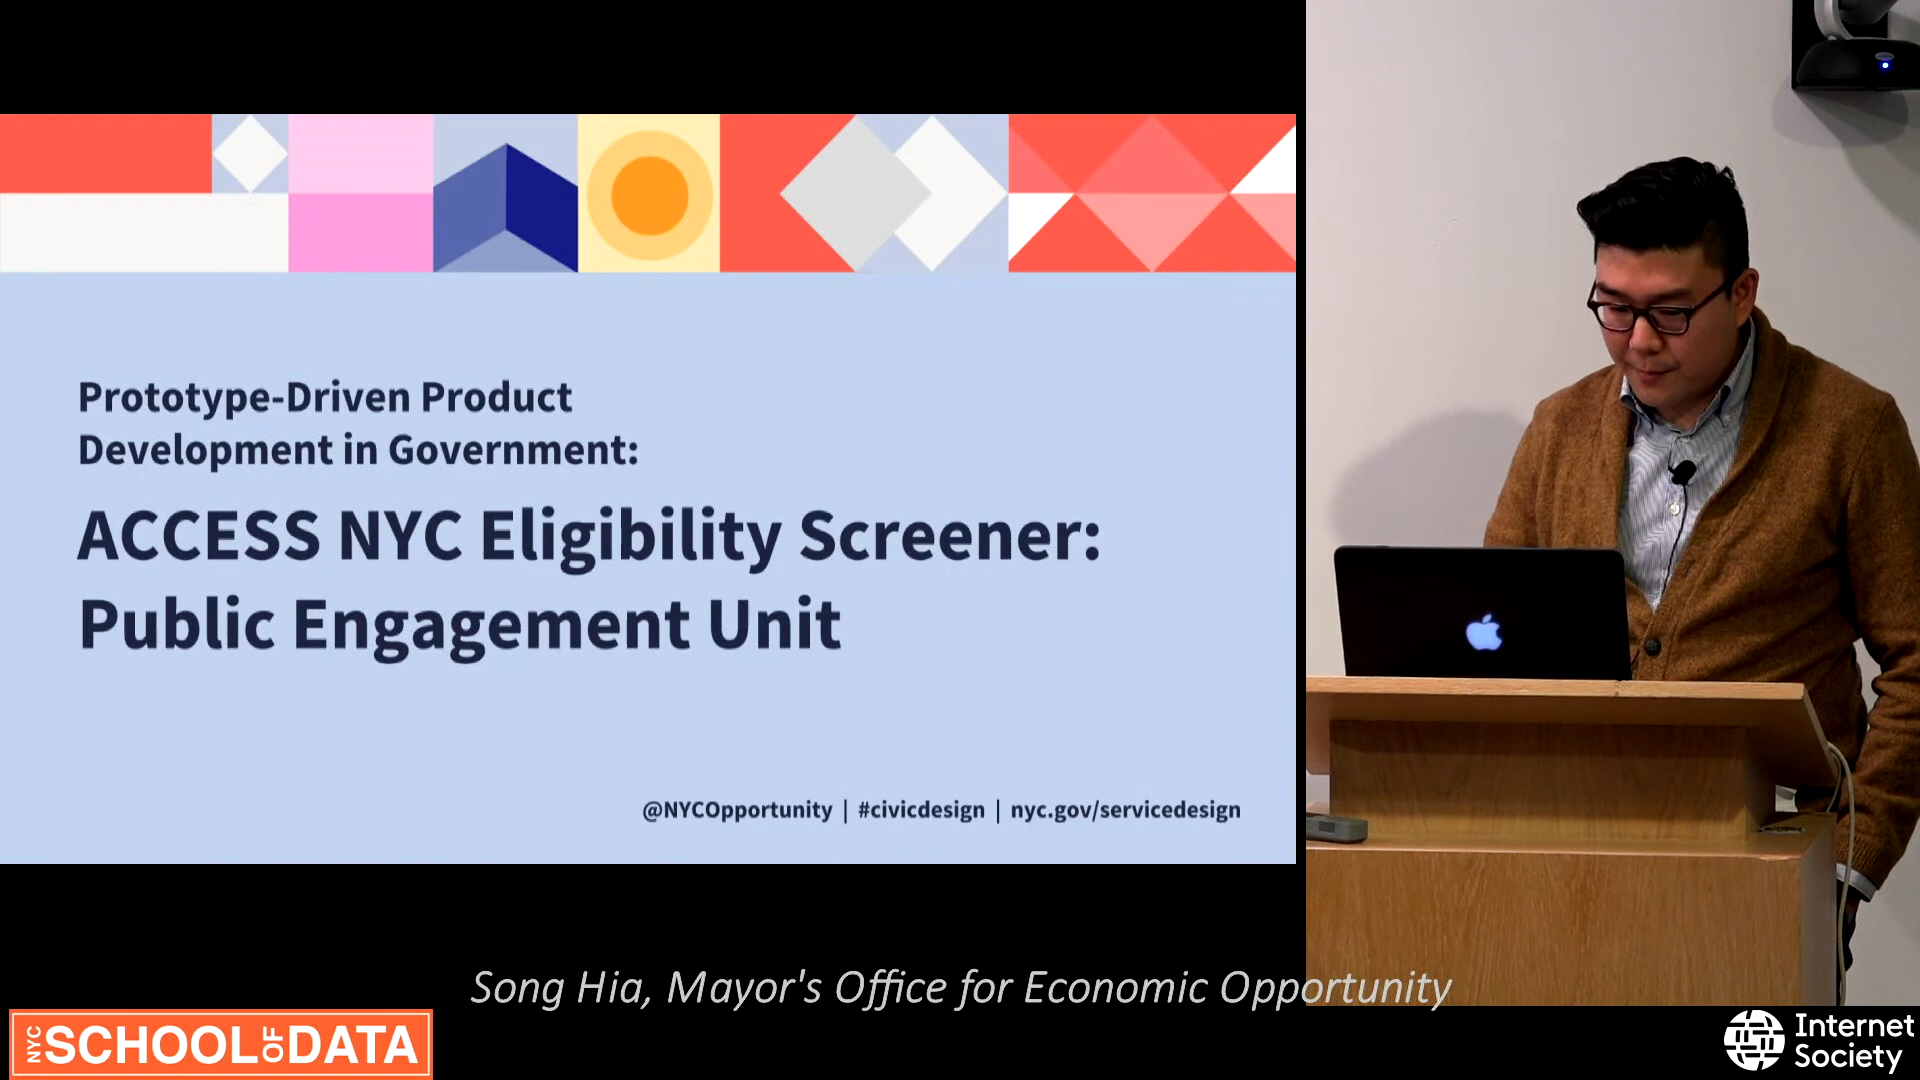 Prototype-Driven Product
Development in Government:
ACCESS NYC Eligibility Screener:
Public Engagement Unit
@NYCOpportunity | #civicdesign | nyc.gov/servicedesign
Song Hia, Mayor's Office for Economic Opportunity
NYC SCHOOL OF DATA
Internet
Society